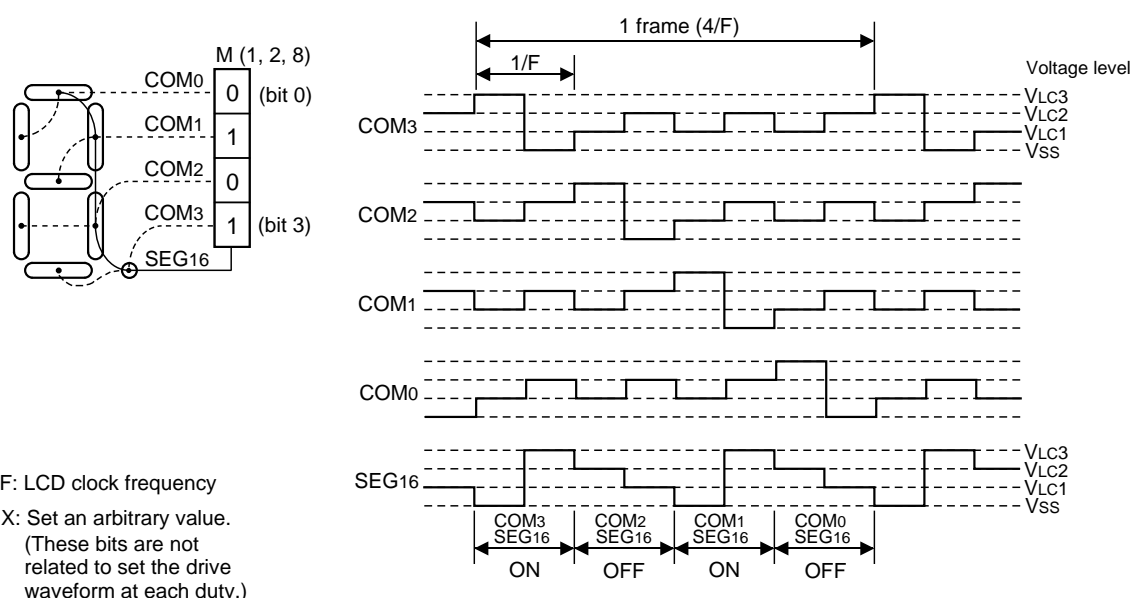 M (1, 2, 8)
COM0
0
(bit 0)
COM1
1
COM2
0
COM3
1
(bit 3)
SEG16
1 frame (4/F)
1/F
Voltage level
COM3
VLC3
VLC2
VLC1
VSS
COM2
COM1
COM0
SEG16
VLC3
VLC2
VLC1
VSS
COM3
SEG16
COM2
SEG16
COM1
SEG16
COM0
SEG16
ON
OFF
ON
OFF
F: LCD clock frequency
X: Set an arbitrary value.
(These bits are not
related to set the drive
waveform at each duty.)